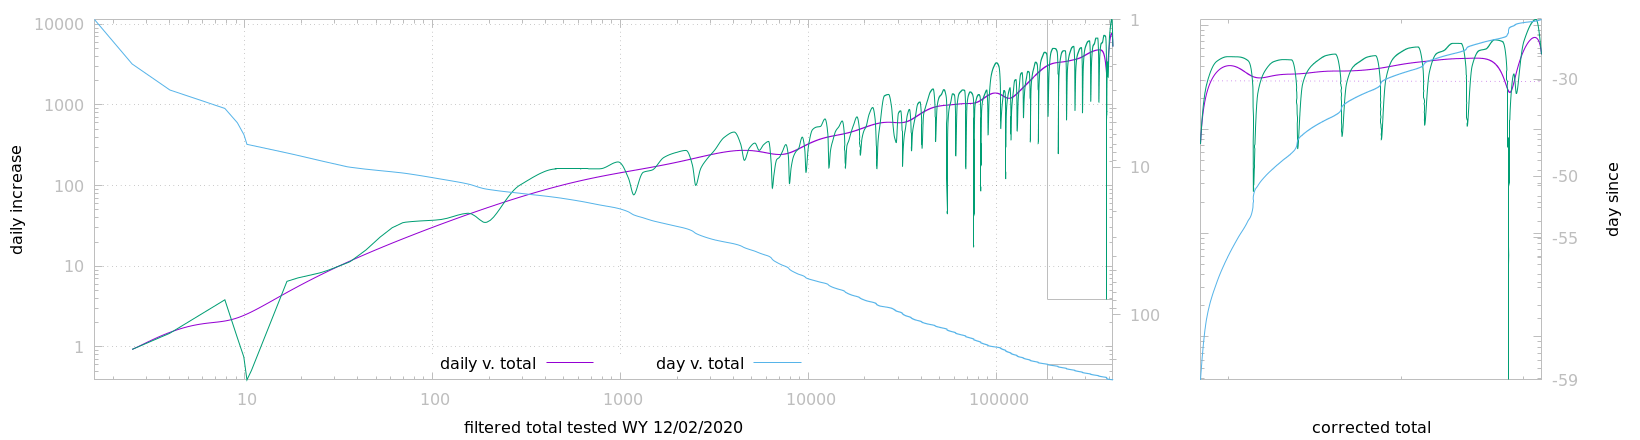 10000
1000
100
10
1
daily increase
daily v. total
day v. total
10
100
1000
10000
100000
filtered total tested WY 12/02/2020
1
10
100
-30
-50
-55
-59
day since
corrected total